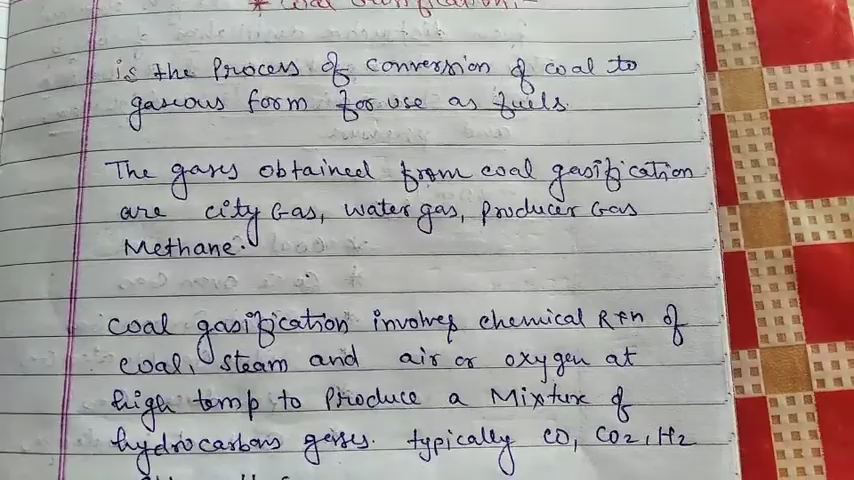 * Coal Gasification:-
is the Process of conversion of coal to
gaseous form for use as fuels.
The gases obtained from coal gasification
are city Gas, water gas, Producer Gas
Methane.
Coal gasification involves chemical Rxn of
coal, steam and air or oxygen at
high temp to Produce a Mixture of
hydrocarbons gases. typically CO, CO2, H2